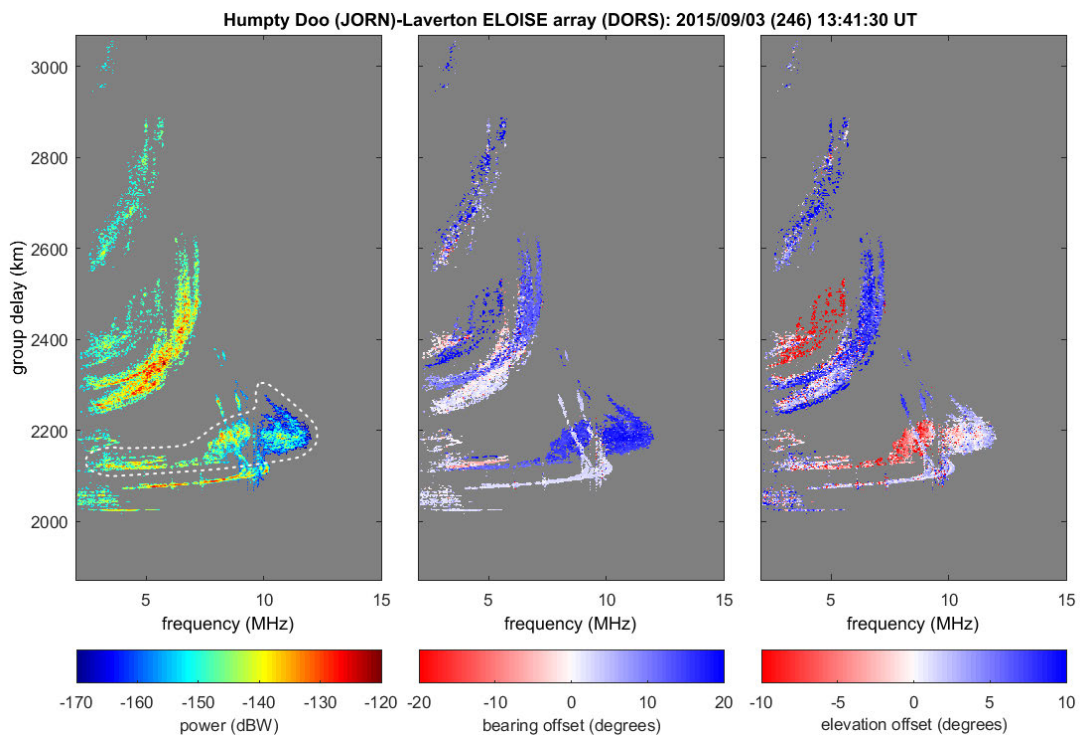 Humpty Doo (JORN)-Laverton ELOISE array (DORS): 2015/09/03 (246) 13:41:30 UT
group delay (km)
3000
2800
2600
2400
2200
2000
5 10 15 5 10 15 5 10 15
frequency (MHz) frequency (MHz) frequency (MHz)
-170 -160 -150 -140 -130 -120 -20 -10 0 10 20 -10 -5 0 5 10
power (dBW) bearing offset (degrees) elevation offset (degrees)